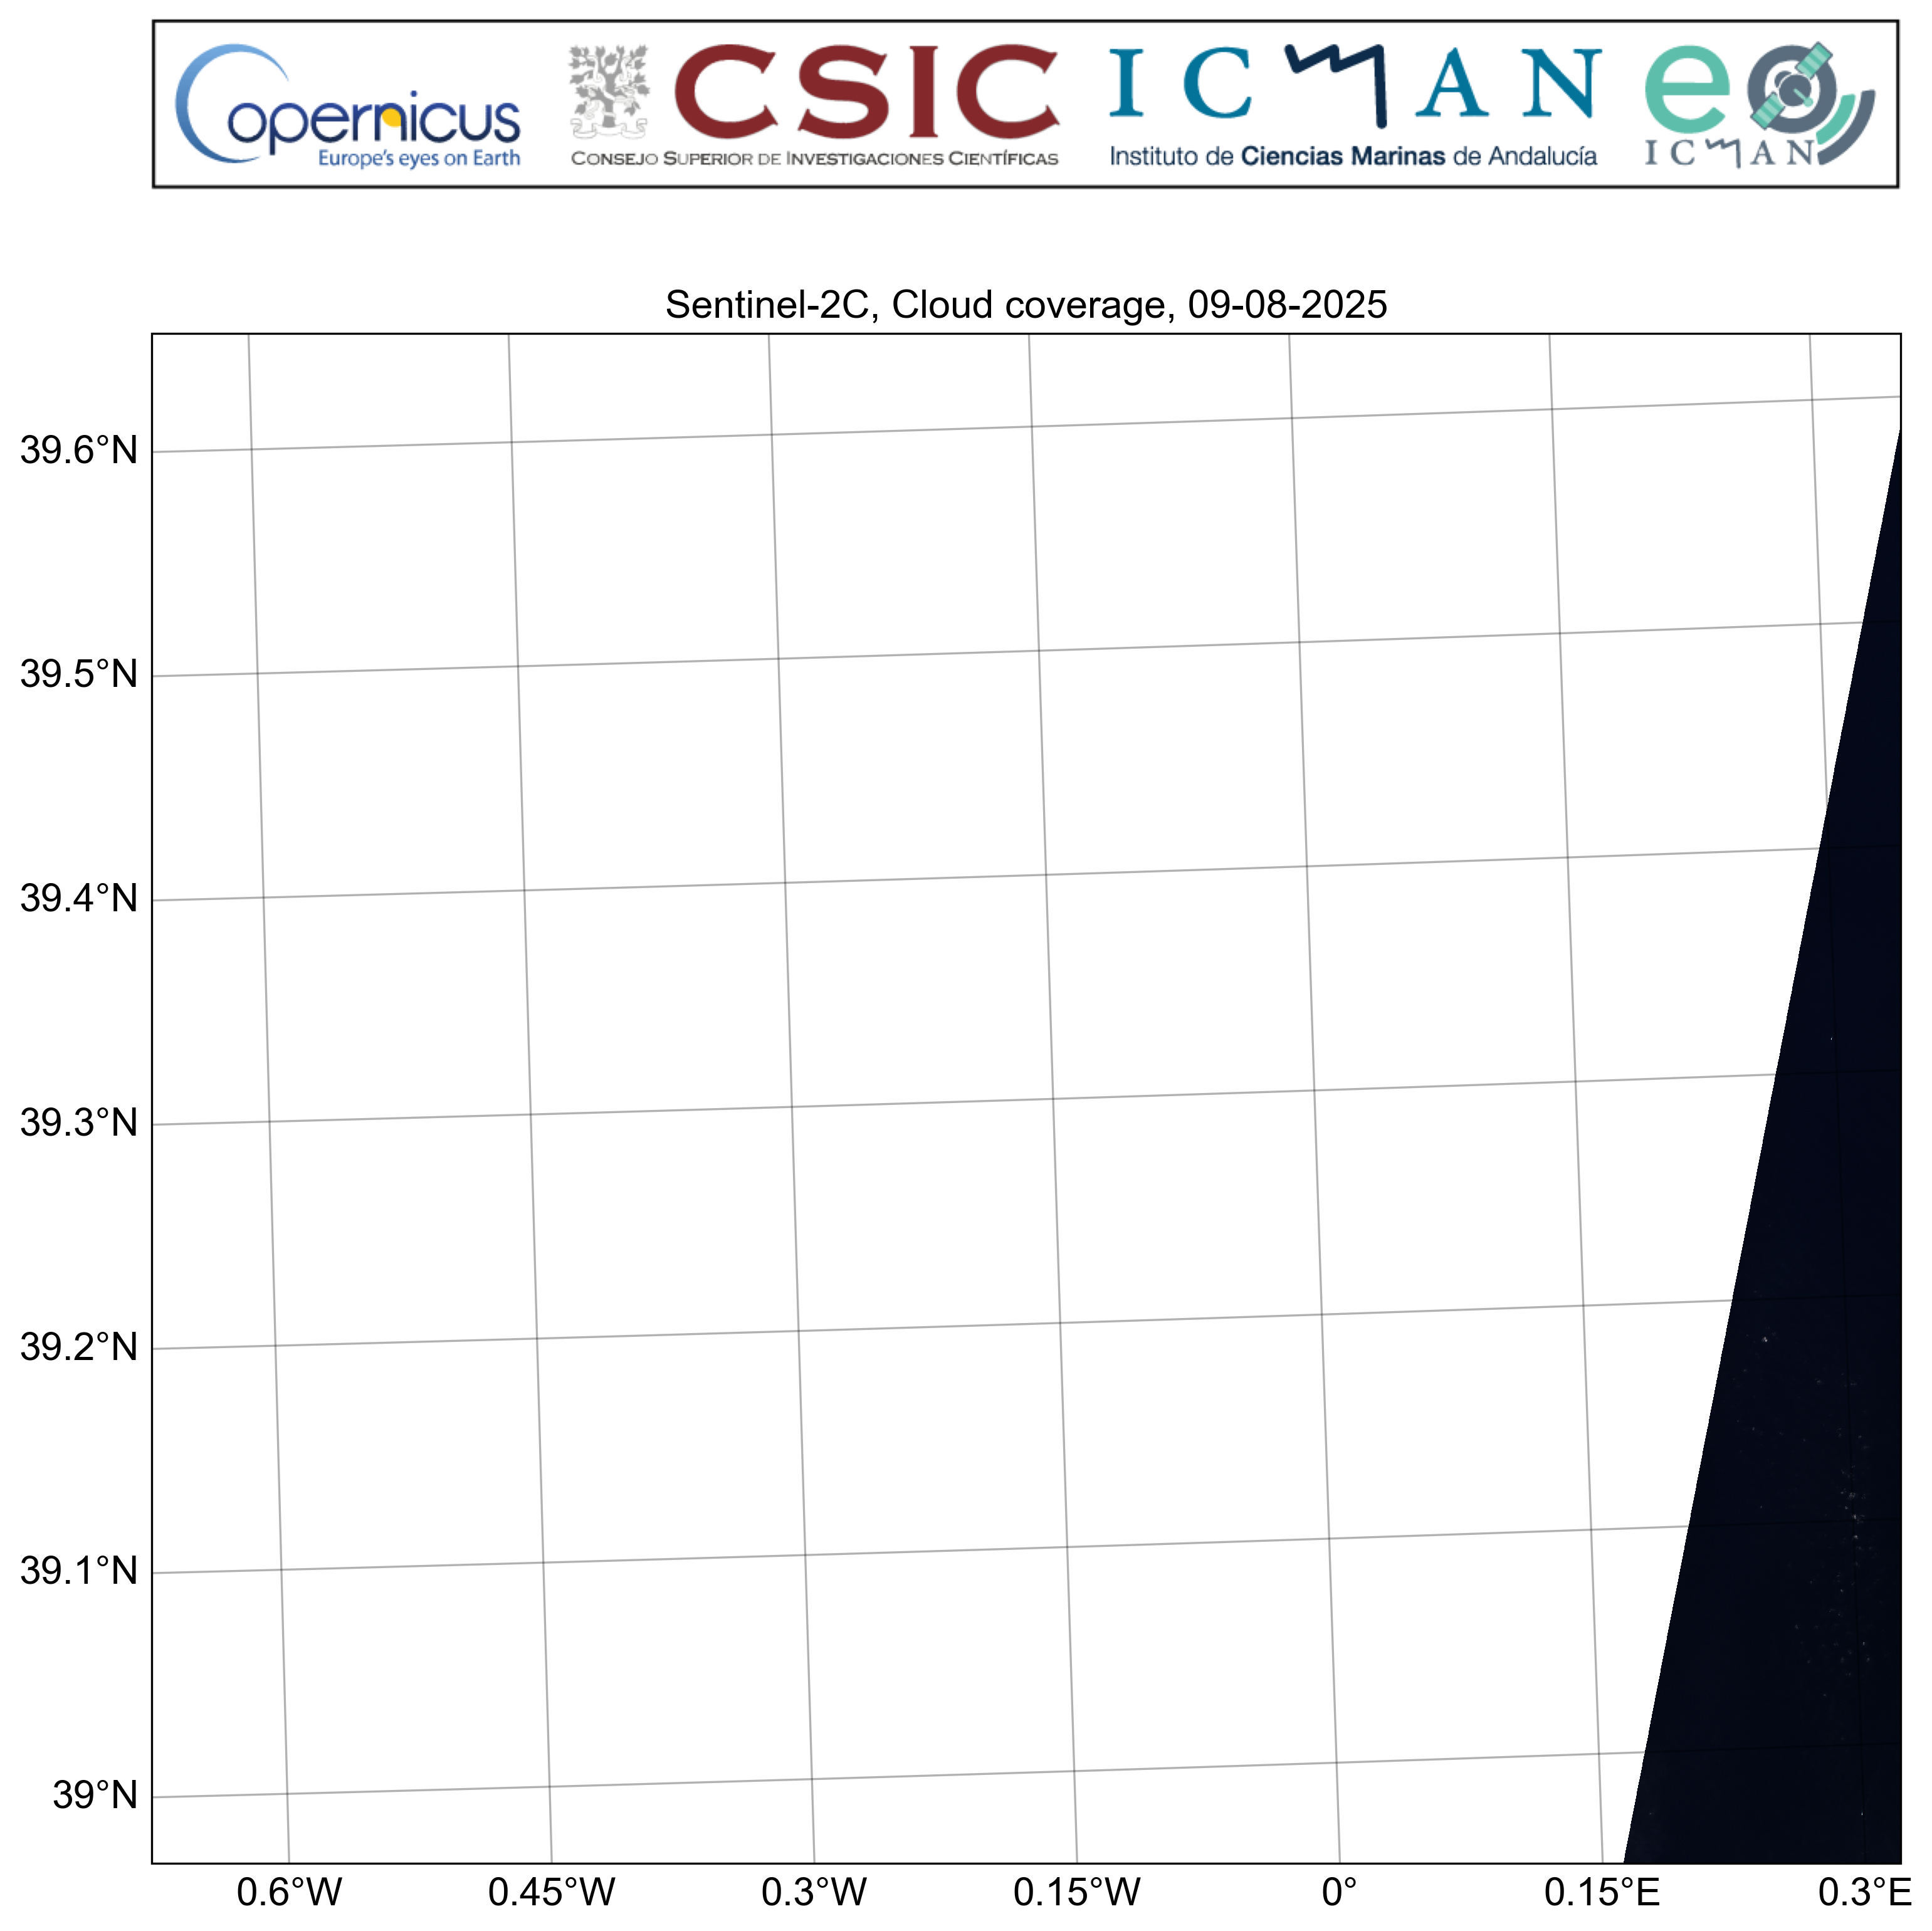 Copernicus
Europe's eyes on Earth
CSIC
CONSEJO SUPERIOR DE INVESTIGACIONES CIENTÍFICAS
ICMAN
Instituto de Ciencias Marinas de Andalucía
eo
ICMAN
Sentinel-2C, Cloud coverage, 09-08-2025
39.6°N
39.5°N
39.4°N
39.3°N
39.2°N
39.1°N
39°N
0.6°W 0.45°W 0.3°W 0.15°W 0° 0.15°E 0.3°E